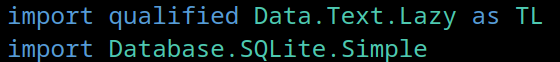 import qualified Data.Text.Lazy as TL
import Database.SQLite.Simple